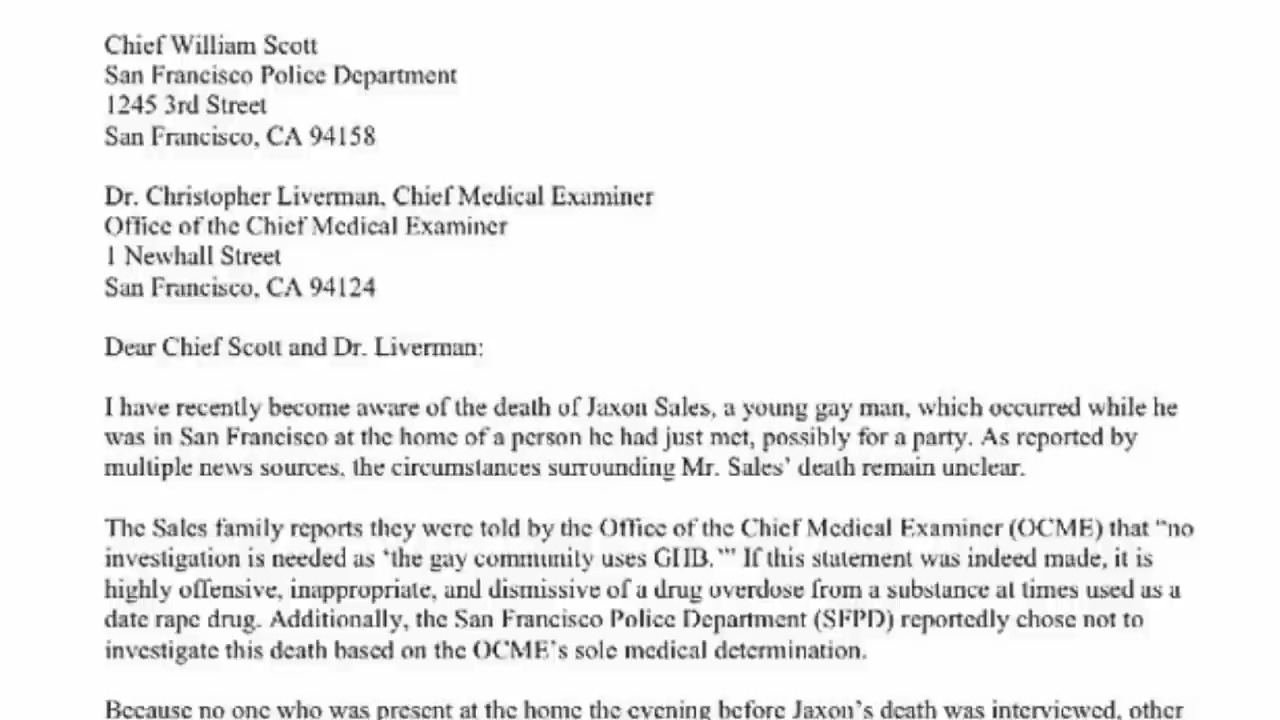 Chief William Scott
San Francisco Police Department
1245 3rd Street
San Francisco, CA 94158
Dr. Christopher Liverman, Chief Medical Examiner
Office of the Chief Medical Examiner
1 Newhall Street
San Francisco, CA 94124
Dear Chief Scott and Dr. Liverman:
I have recently become aware of the death of Jaxon Sales, a young gay man, which occurred while he
was in San Francisco at the home of a person he had just met, possibly for a party. As reported by
multiple news sources, the circumstances surrounding Mr. Sales’ death remain unclear.
The Sales family reports they were told by the Office of the Chief Medical Examiner (OCME) that “no
investigation is needed as ‘the gay community uses GHB.’” If this statement was indeed made, it is
highly offensive, inappropriate, and dismissive of a drug overdose from a substance at times used as a
date rape drug. Additionally, the San Francisco Police Department (SFPD) reportedly chose not to
investigate this death based on the OCME’s sole medical determination.
Because no one who was present at the home the evening before Jaxon’s death was interviewed, other